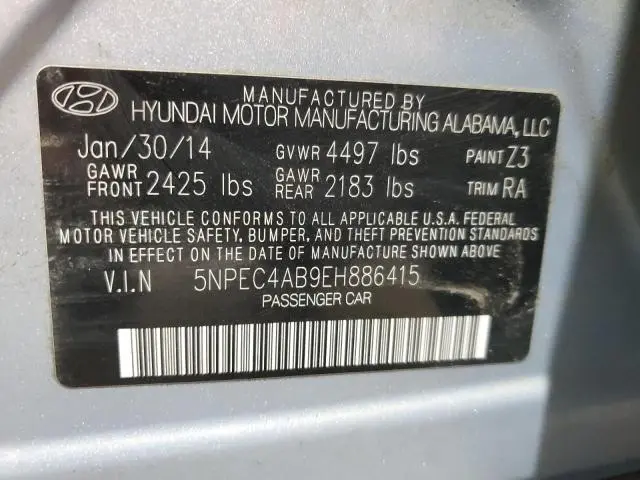 MANUFACTURED BY
HYUNDAI MOTOR MANUFACTURING ALABAMA, LLC
Jan/30/14 GVWR 4497 lbs PAINT Z3
GAWR FRONT 2425 lbs GAWR REAR 2183 lbs TRIM RA
THIS VEHICLE CONFORMS TO ALL APPLICABLE U.S.A. FEDERAL
MOTOR VEHICLE SAFETY, BUMPER, AND THEFT PREVENTION STANDARDS
IN EFFECT ON THE DATE OF MANUFACTURE SHOWN ABOVE
V.I.N 5NPEC4AB9EH886415
PASSENGER CAR